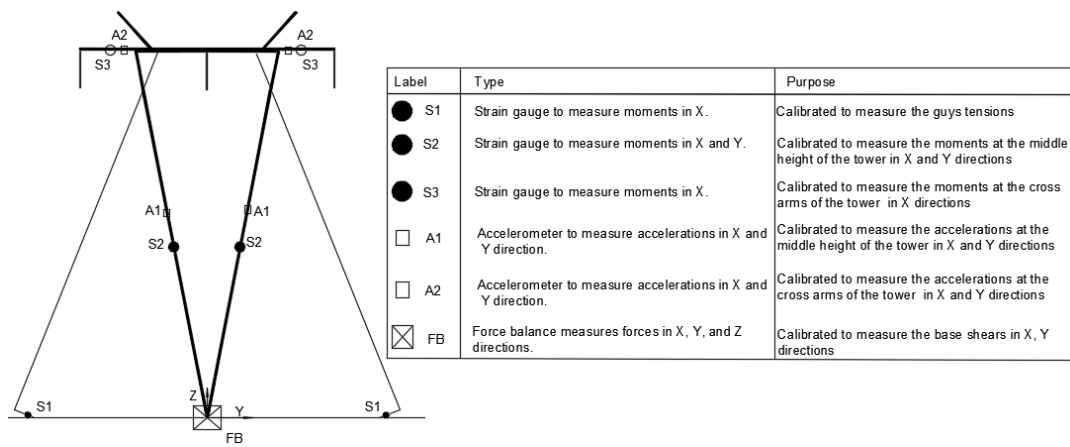 A2
A2
S3
S3
A1
A1
S2
S2
Z
S1
Y
S1
FB
Label Type Purpose
S1 Strain gauge to measure moments in X. Calibrated to measure the guys tensions
S2 Strain gauge to measure moments in X and Y. Calibrated to measure the moments at the middle
height of the tower in X and Y directions
S3 Strain gauge to measure moments in X. Calibrated to measure the moments at the cross
arms of the tower in X directions
A1 Accelerometer to measure accelerations in X and Calibrated to measure the accelerations at the
Y direction. middle height of the tower in X and Y directions
A2 Accelerometer to measure accelerations in X and Calibrated to measure the accelerations at the
Y direction. cross arms of the tower in X and Y directions
FB Force balance measures forces in X, Y, and Z Calibrated to measure the base shears in X, Y
directions. directions